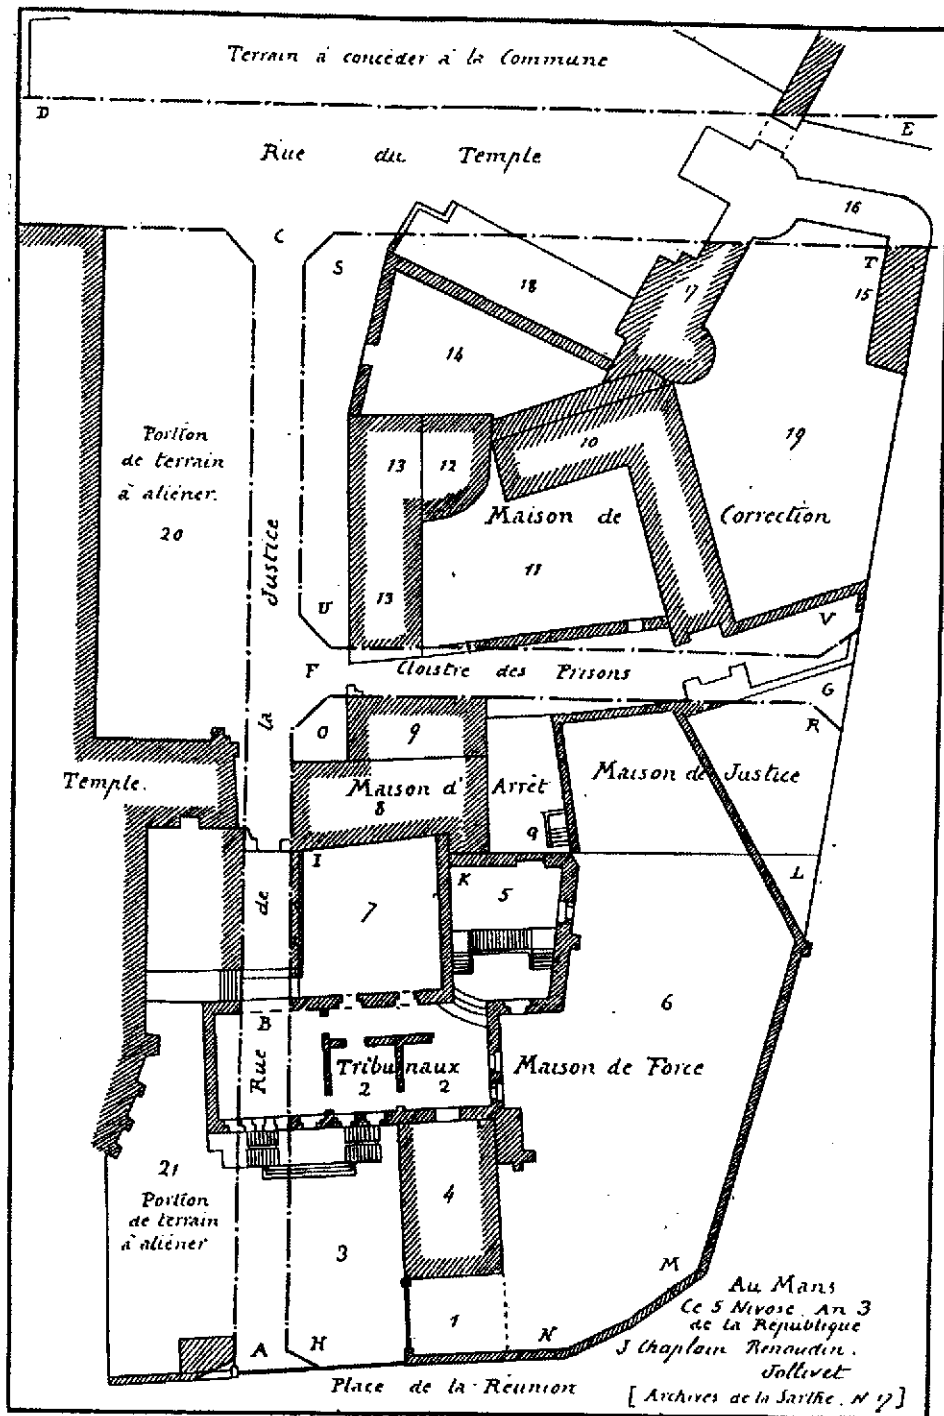 Terrain à concéder à la Commune
D
E
Rue du Temple
16
C
S
T
18
17
15
14
Portion
de terrain
à aliéner.
20
13
12
10
19
Maison de Correction
Rue de la Justice
11
13
U
V
F
Cloistre des Prisons
G
O
9
R
Temple.
Maison d'Arrêt
8
Maison de Justice
9
I
K
L
7
5
6
B
Tribunaux
2
2
Maison de Force
21
Portion
de terrain
à aliéner
4
3
M
1
N
A
H
Place de la Réunion
Au Mans
Ce 5 Nivose. An 3
de la République
J Chaplain Renaudin.
Jollivet
[Archives de la Sarthe. N 17]